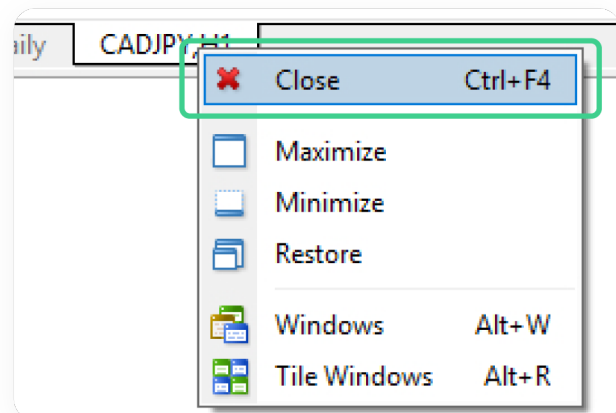 aily CADJPY,H1
Close Ctrl+F4
Maximize
Minimize
Restore
Windows Alt+W
Tile Windows Alt+R